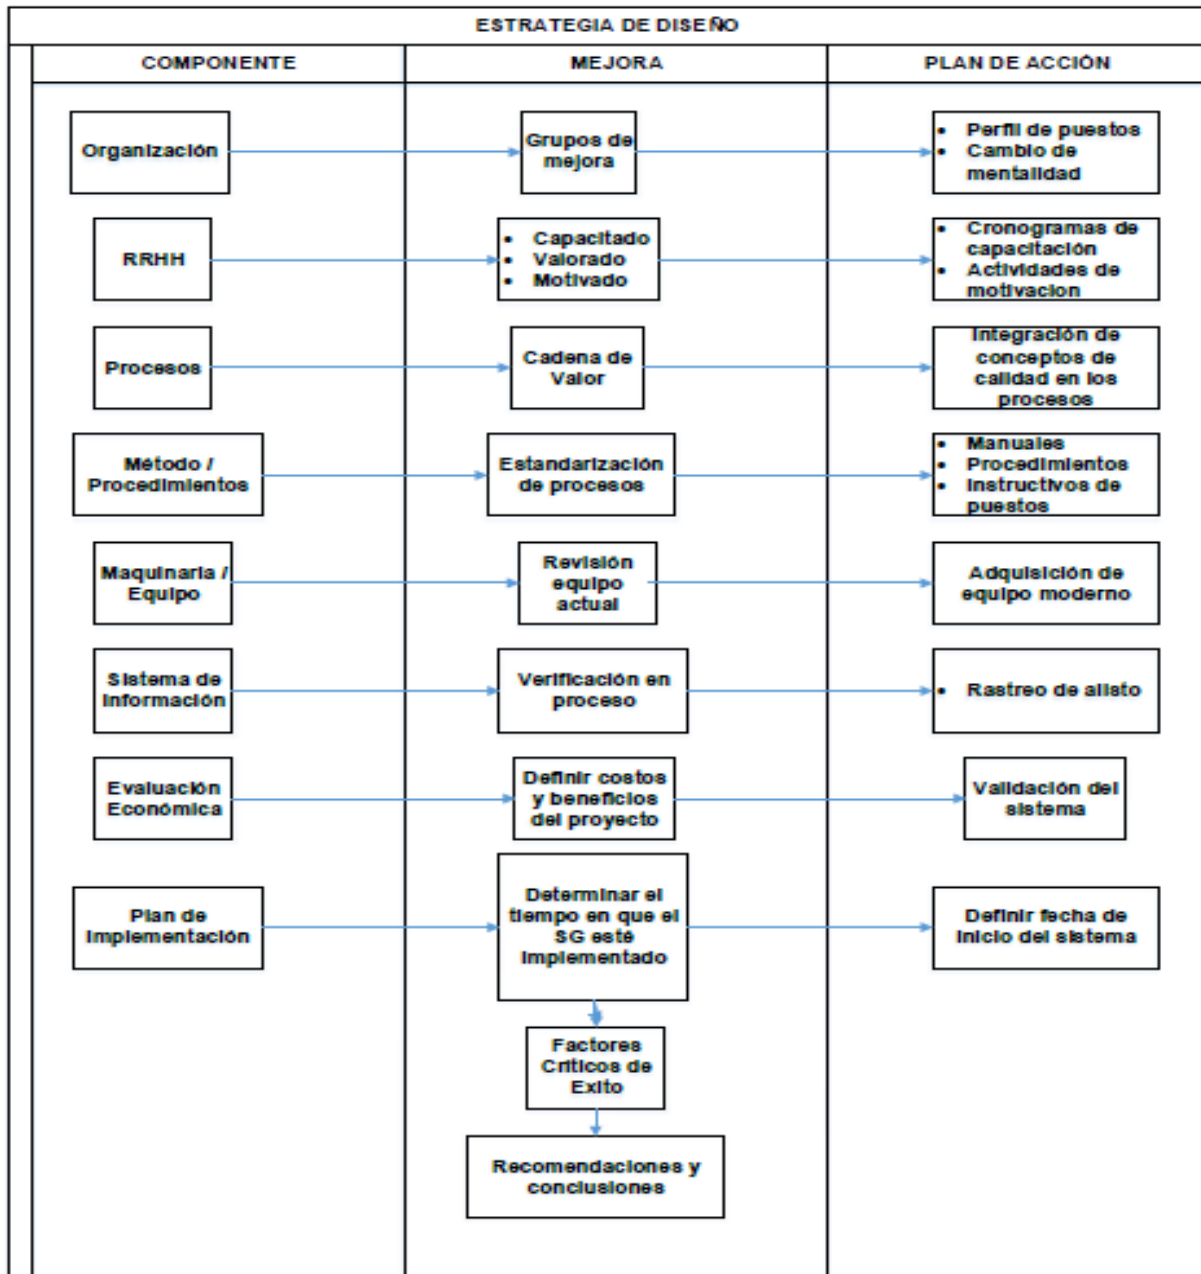 ESTRATEGIA DE DISEÑO
COMPONENTE
MEJORA
PLAN DE ACCIÓN
Organización
Grupos de
mejora
• Perfil de puestos
• Cambio de
mentalidad
RRHH
• Capacitado
• Valorado
• Motivado
• Cronogramas de
capacitación
• Actividades de
motivacion
Procesos
Cadena de
Valor
Integración de
conceptos de
calidad en los
procesos
Método /
Procedimientos
Estandarización
de procesos
• Manuales
• Procedimientos
• Instructivos de
puestos
Maquinaria /
Equipo
Revisión
equipo
actual
Adquisición de
equipo moderno
Sistema de
Información
Verificación en
proceso
• Rastreo de alisto
Evaluación
Económica
Definir costos
y beneficios
del proyecto
Validación del
sistema
Plan de
Implementación
Determinar el
tiempo en que el
SG esté
Implementado
Definir fecha de
Inicio del sistema
Factores
Críticos de
Exito
Recomendaciones y
conclusiones